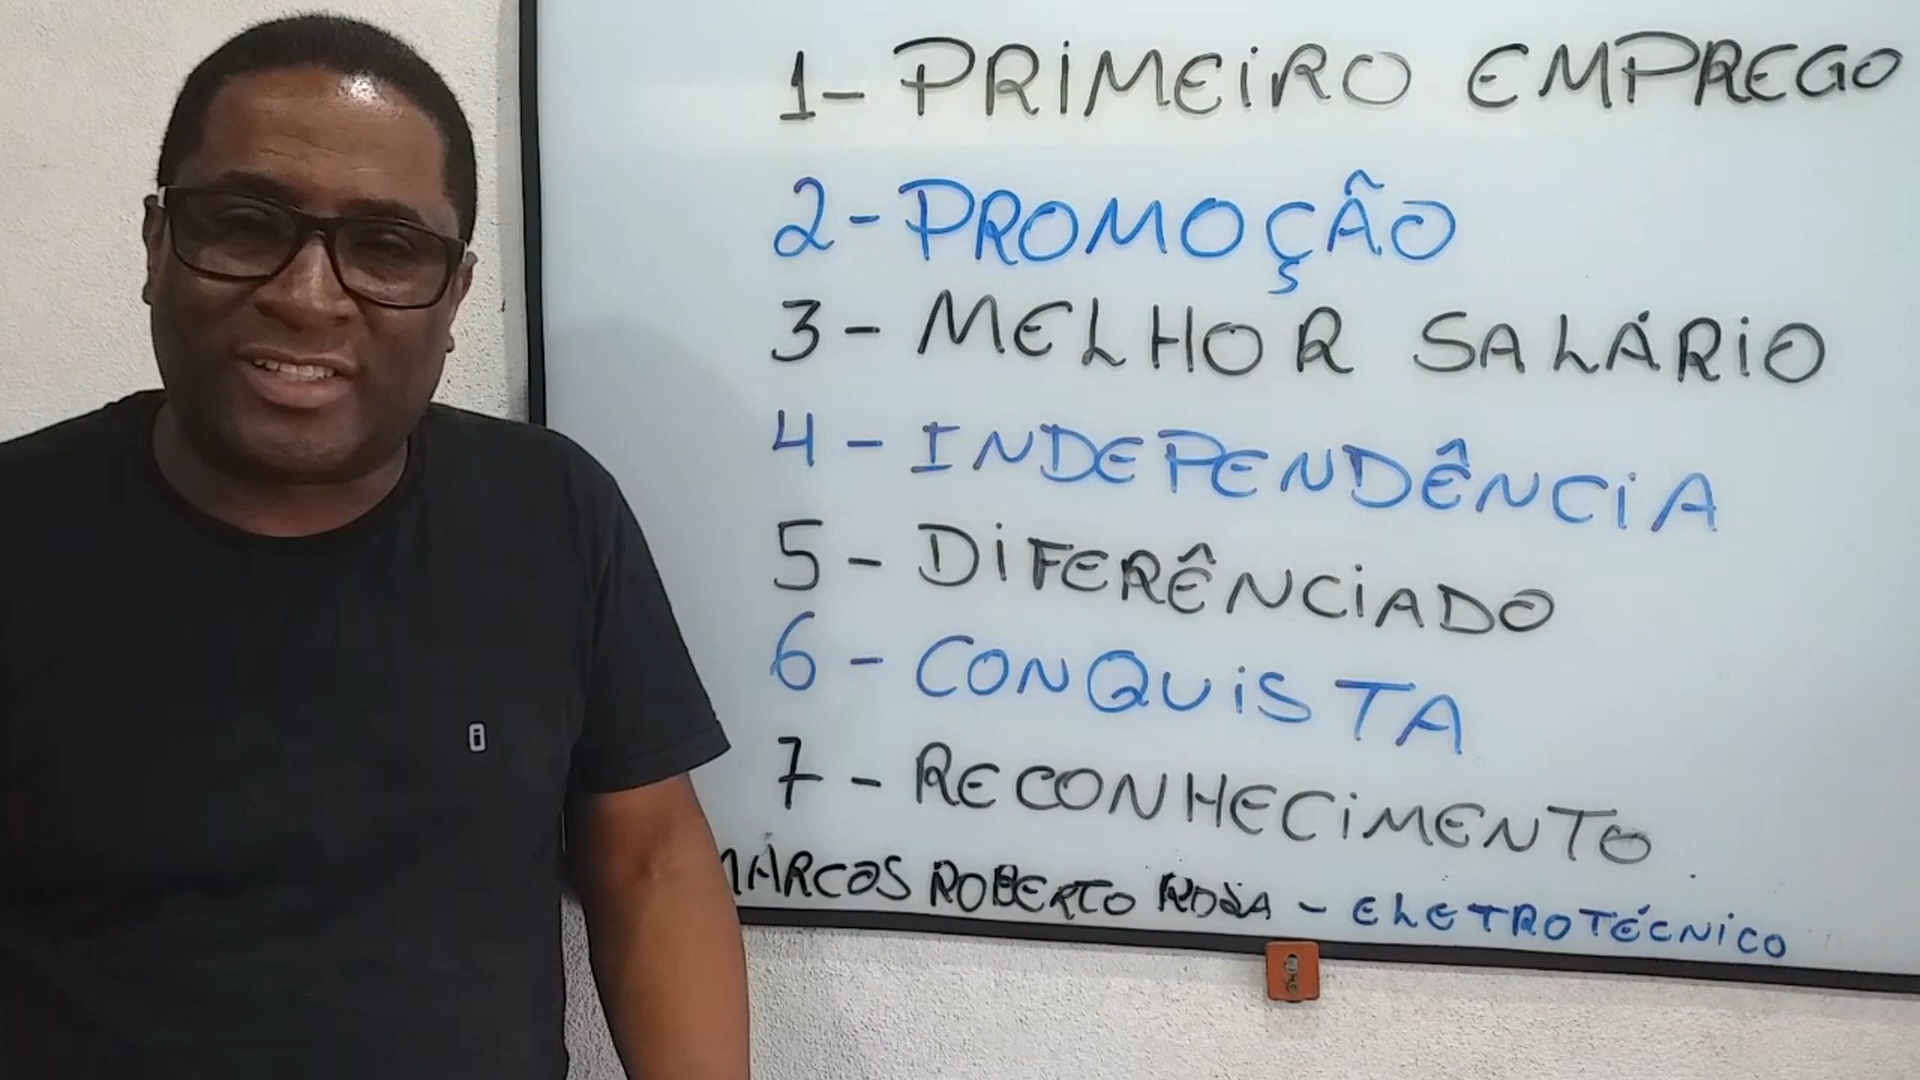 1- PRIMEIRO EMPREGO
2- PROMOÇÃO
3- MELHOR SALÁRIO
4- INDEPENDÊNCIA
5- DIFERÊNCIADO
6- CONQUISTA
7- RECONHECIMENTO
MÁRCOS ROBERTO ROSA - ELETROTÉCNICO